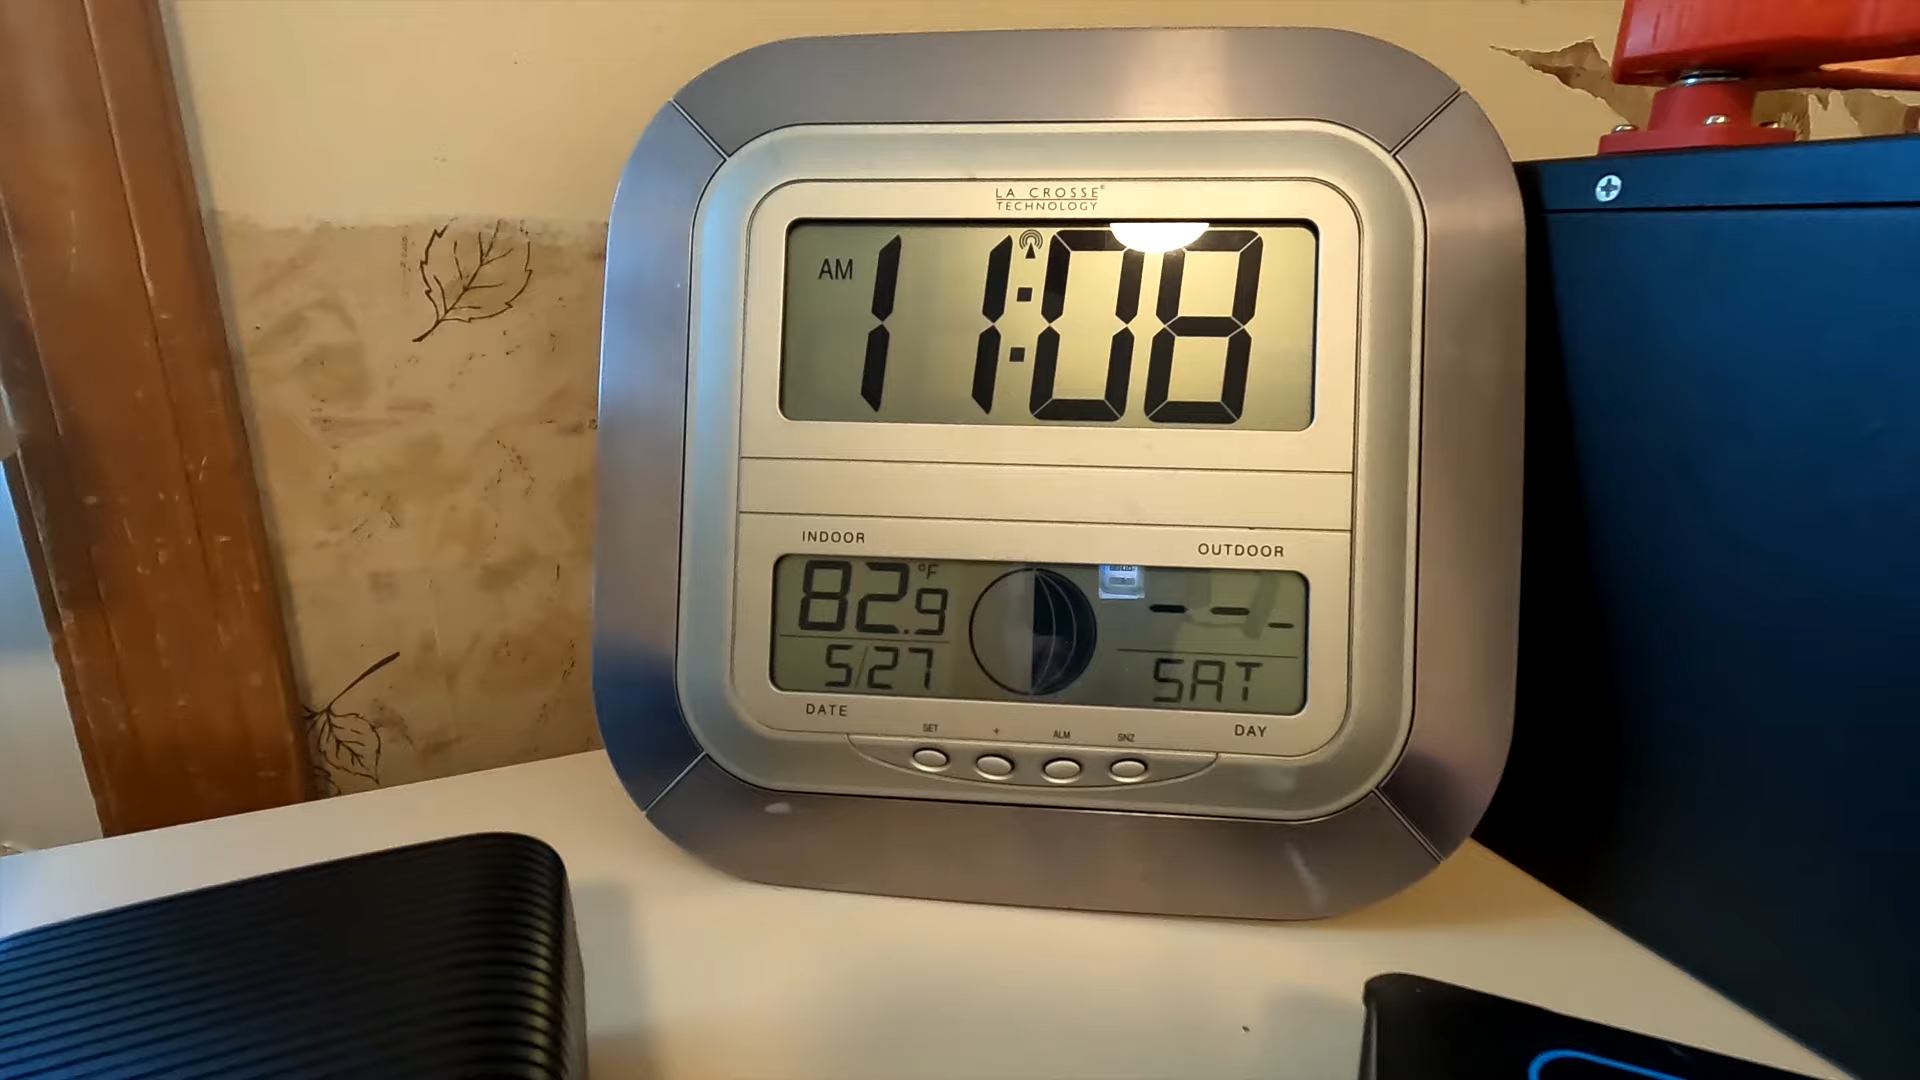 LA CROSSE
TECHNOLOGY
AM 11:08
INDOOR
OUTDOOR
82.9 °F
-- -
5/27
SAT
DATE
DAY
SET + ALM SNZ